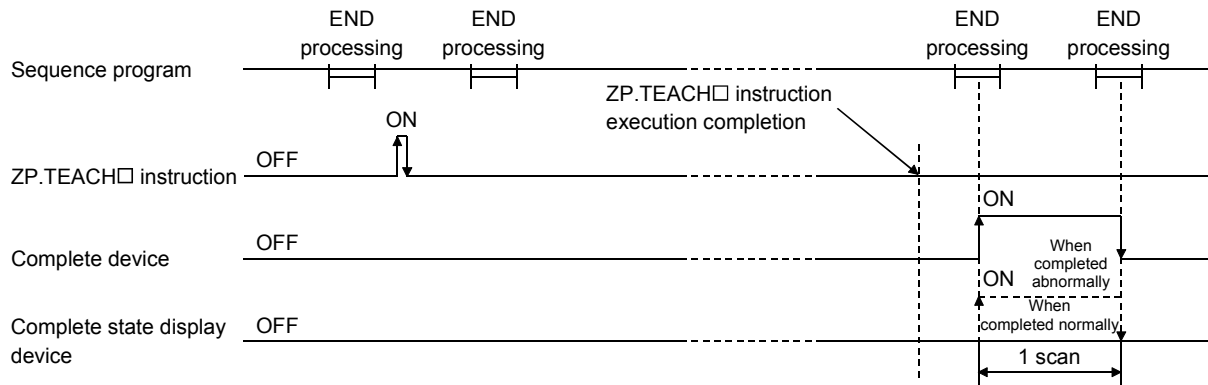 END processing
END processing
END processing
END processing
Sequence program
ZP.TEACH□ instruction
execution completion
ON
OFF
ZP.TEACH□ instruction
ON
OFF
Complete device
When
completed
abnormally
ON
When
completed normally
OFF
Complete state display
device
1 scan